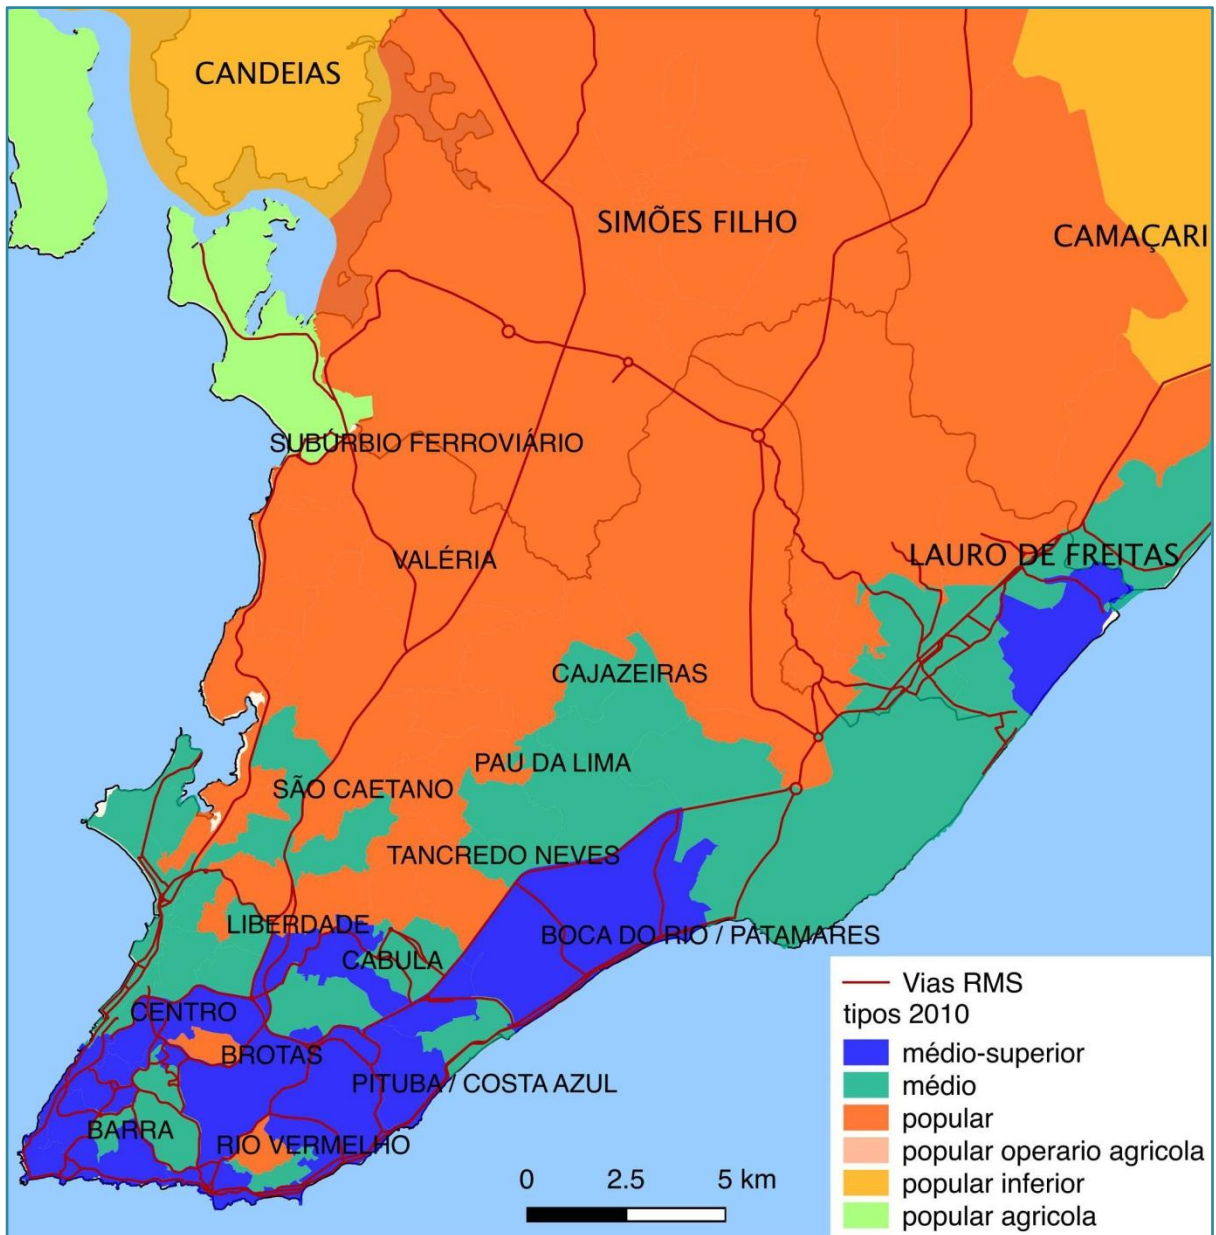 CANDEIAS
SIMÕES FILHO
CAMAÇARI
SUBÚRBIO FERROVIÁRIO
VALÉRIA
LAURO DE FREITAS
CAJAZEIRAS
PAU DA LIMA
SÃO CAETANO
TANCREDO NEVES
LIBERDADE
BOCA DO RIO / PATAMARES
CABULA
CENTRO
BROTAS
PITUBA / COSTA AZUL
BARRA
RIO VERMELHO
0 2.5 5 km
Vias RMS
tipos 2010
médio-superior
médio
popular
popular operario agricola
popular inferior
popular agricola